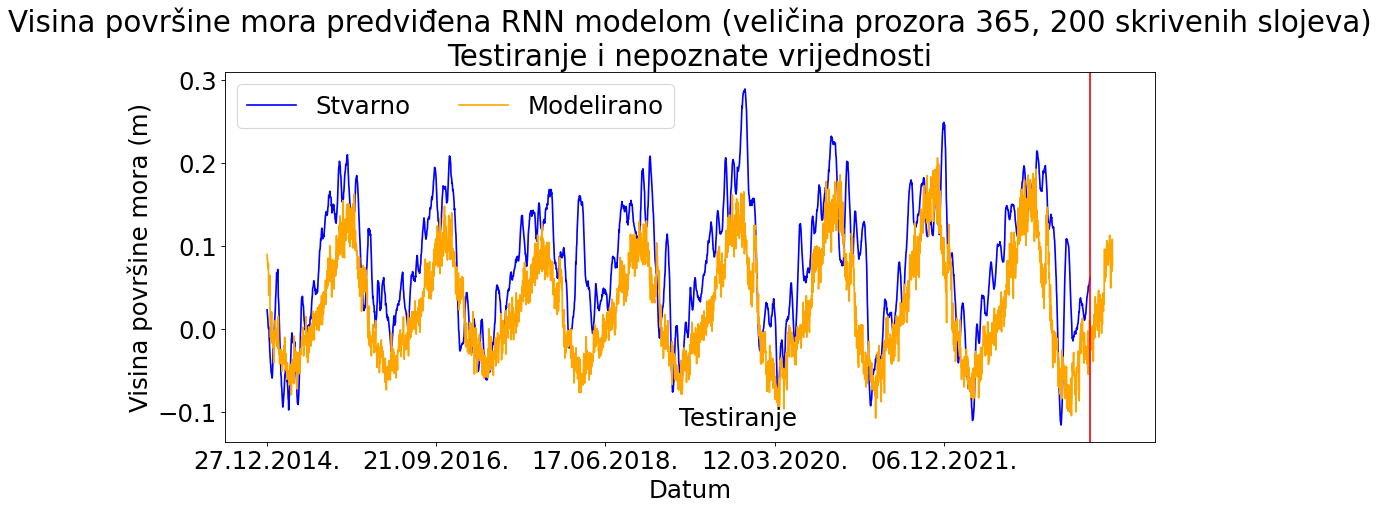 Visina površine mora predviđena RNN modelom (veličina prozora 365, 200 skrivenih slojeva)
Testiranje i nepoznate vrijednosti
Stvarno Modelirano
Visina površine mora (m)
0.3
0.2
0.1
0.0
−0.1
Testiranje
27.12.2014. 21.09.2016. 17.06.2018. 12.03.2020. 06.12.2021.
Datum